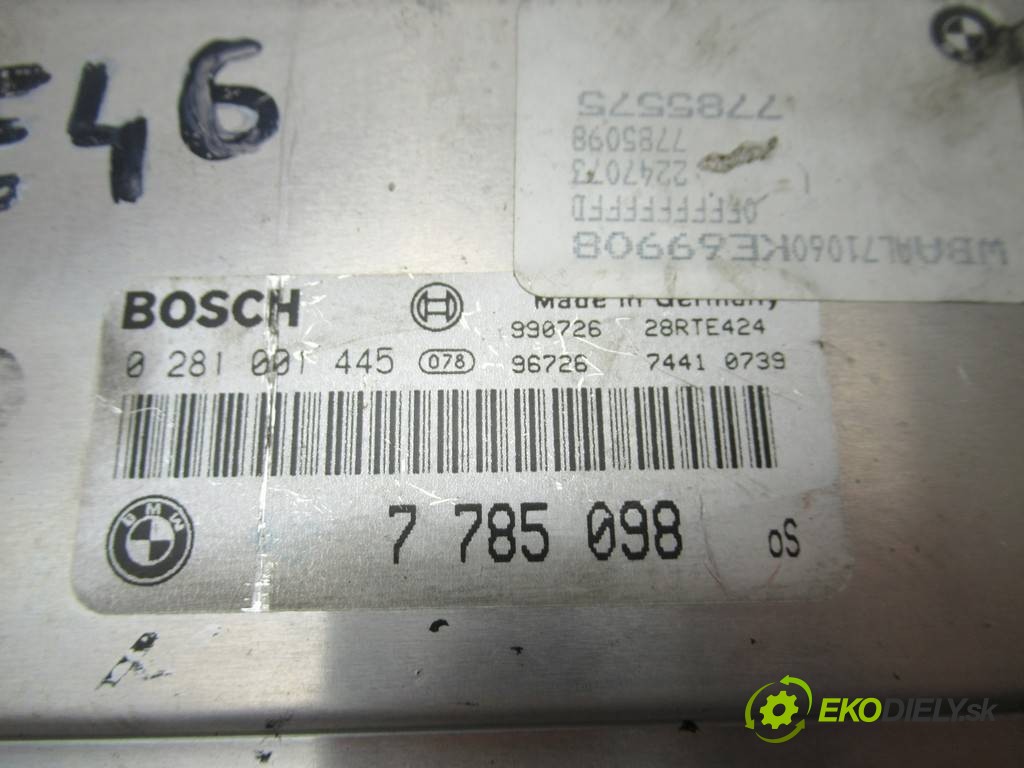 E46
7785575
7785098
2247073
0FFFFFFFFD
WBAAL71060KE69908
BOSCH
Made in Germany
990726 28RTE424
0 281 001 445 078 96726 7441 0739
BMW
7 785 098 oS
EKODIELY.sk